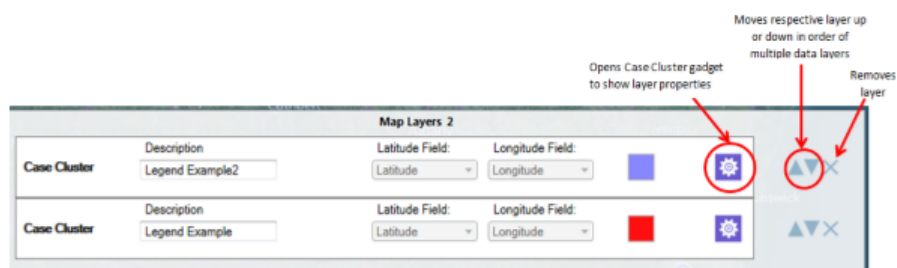 Moves respective layer up
or down in order of
multiple data layers
Opens Case Cluster gadget
to show layer properties
Removes
layer
Map Layers 2
Description Latitude Field: Longitude Field:
Case Cluster Legend Example2 Latitude Longitude
Description Latitude Field: Longitude Field:
Case Cluster Legend Example Latitude Longitude